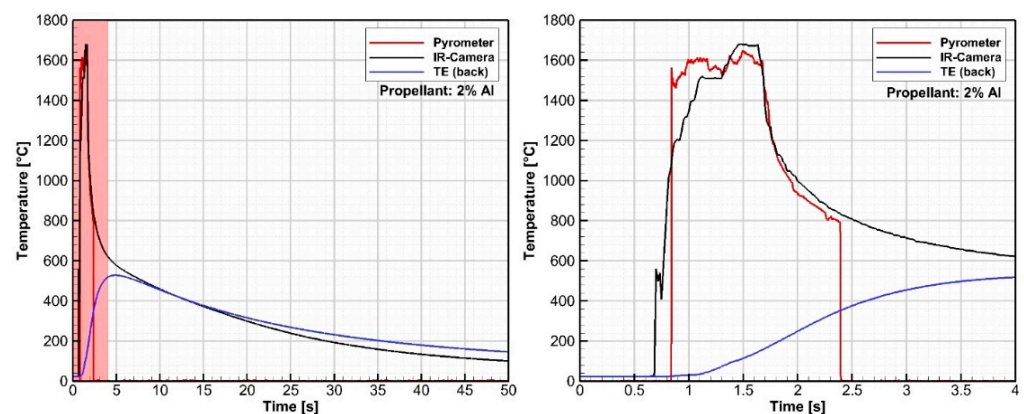 1800
1600
1400
1200
1000
800
600
400
200
0
Temperature [°C]
0 5 10 15 20 25 30 35 40 45 50
Time [s]
Pyrometer
IR-Camera
TE (back)
Propellant: 2% Al
1800
1600
1400
1200
1000
800
600
400
200
0
Temperature [°C]
0 0.5 1 1.5 2 2.5 3 3.5 4
Time [s]
Pyrometer
IR-Camera
TE (back)
Propellant: 2% Al